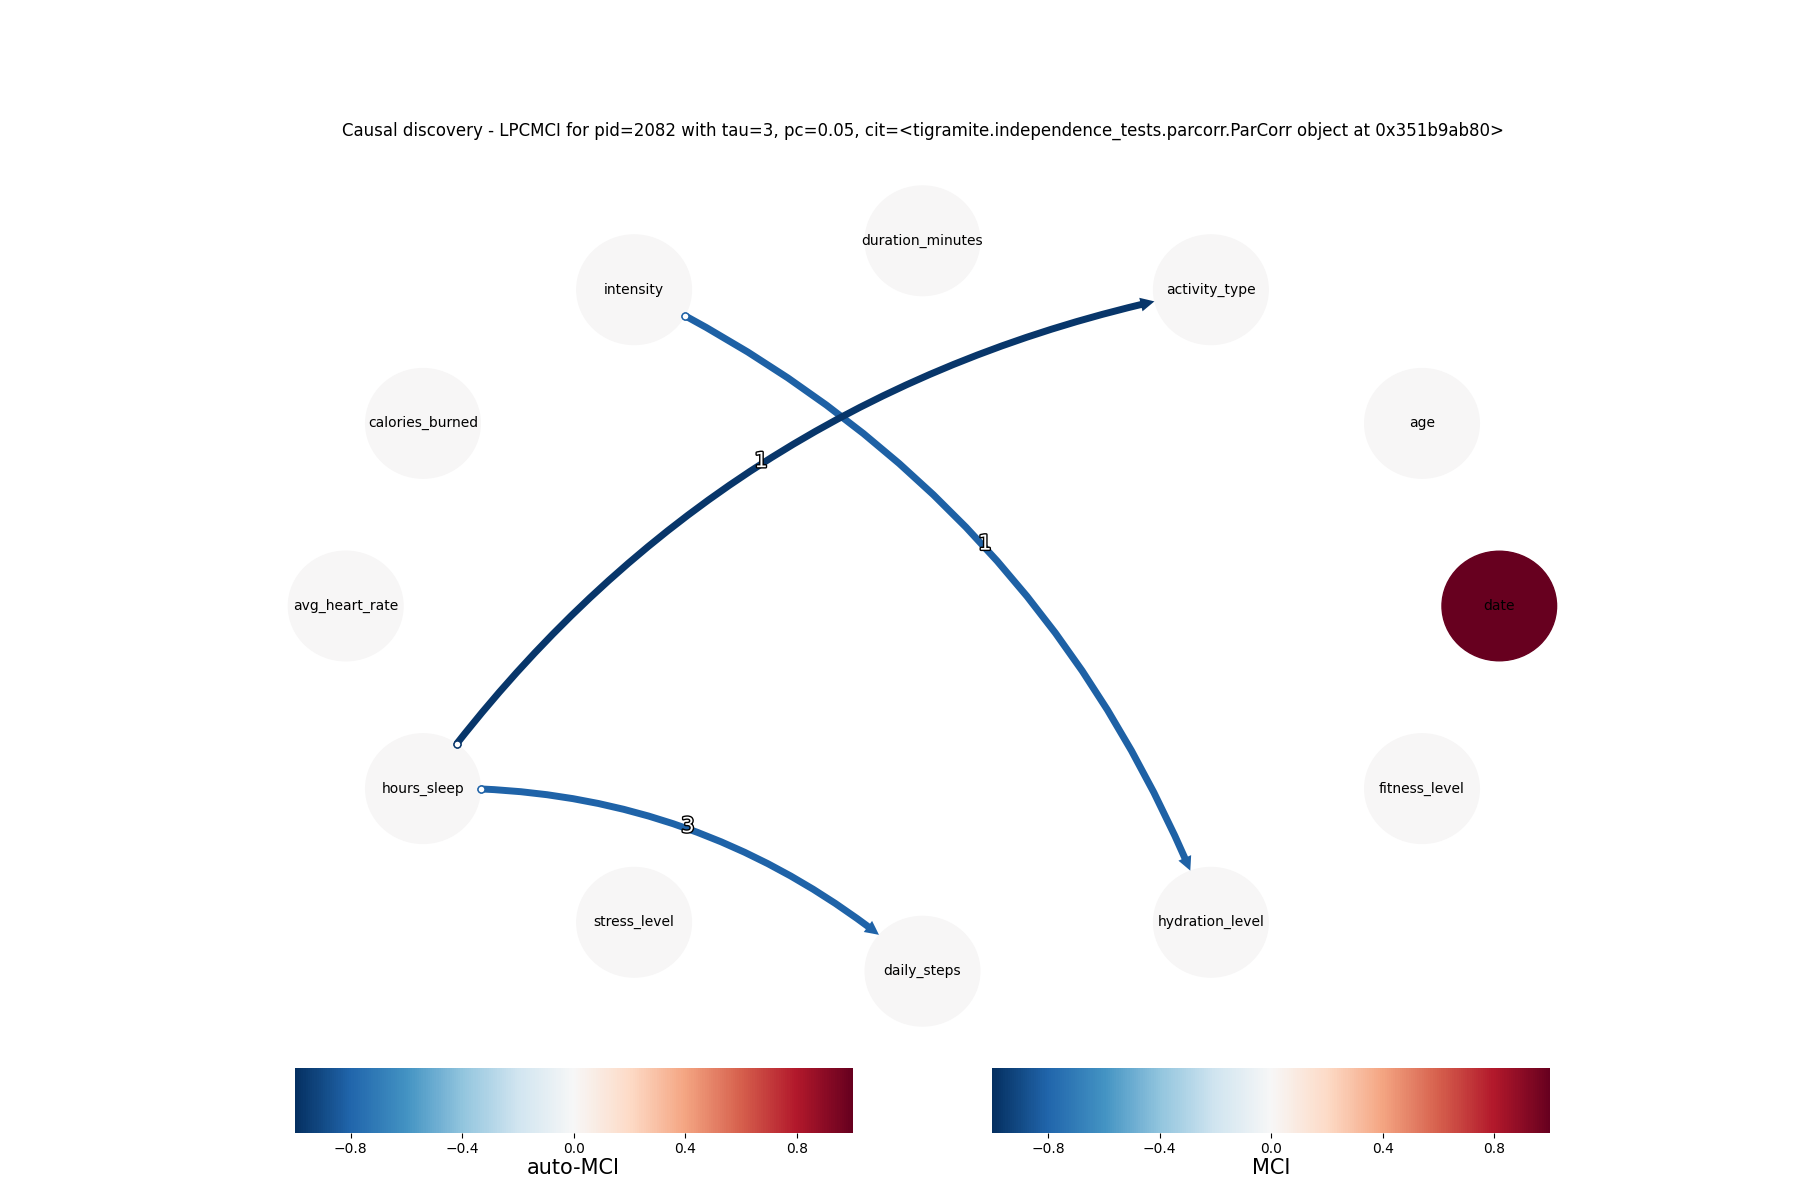 Causal discovery - LPCMCI for pid=2082 with tau=3, pc=0.05, cit=<tigramite.independence_tests.parcorr.ParCorr object at 0x351b9ab80>
duration_minutes
intensity
activity_type
calories_burned
age
1
1
avg_heart_rate
date
hours_sleep
fitness_level
3
stress_level
hydration_level
daily_steps
−0.8 −0.4 0.0 0.4 0.8
auto-MCI
−0.8 −0.4 0.0 0.4 0.8
MCI